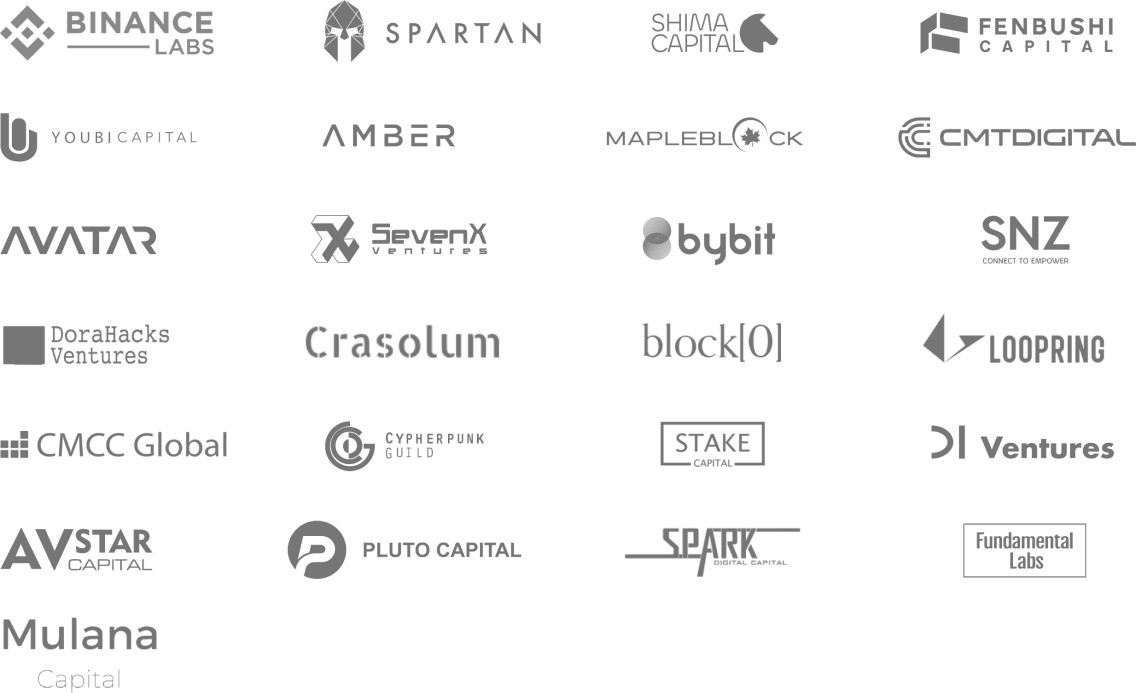 BINANCE
LABS
SPARTAN
SHIMA
CAPITAL
FENBUSHI
CAPITAL
YOUBI CAPITAL
AMBER
MAPLEBLOCK
CMTDIGITAL
AVATAR
SevenX
Ventures
bybit
SNZ
CONNECT TO EMPOWER
DoraHacks
Ventures
Crasolum
block[0]
LOOPRING
CMCC Global
CYPHERPUNK
GUILD
STAKE
CAPITAL
DI Ventures
AVSTAR
CAPITAL
PLUTO CAPITAL
SPARK
DIGITAL CAPITAL
Fundamental
Labs
Mulana
Capital